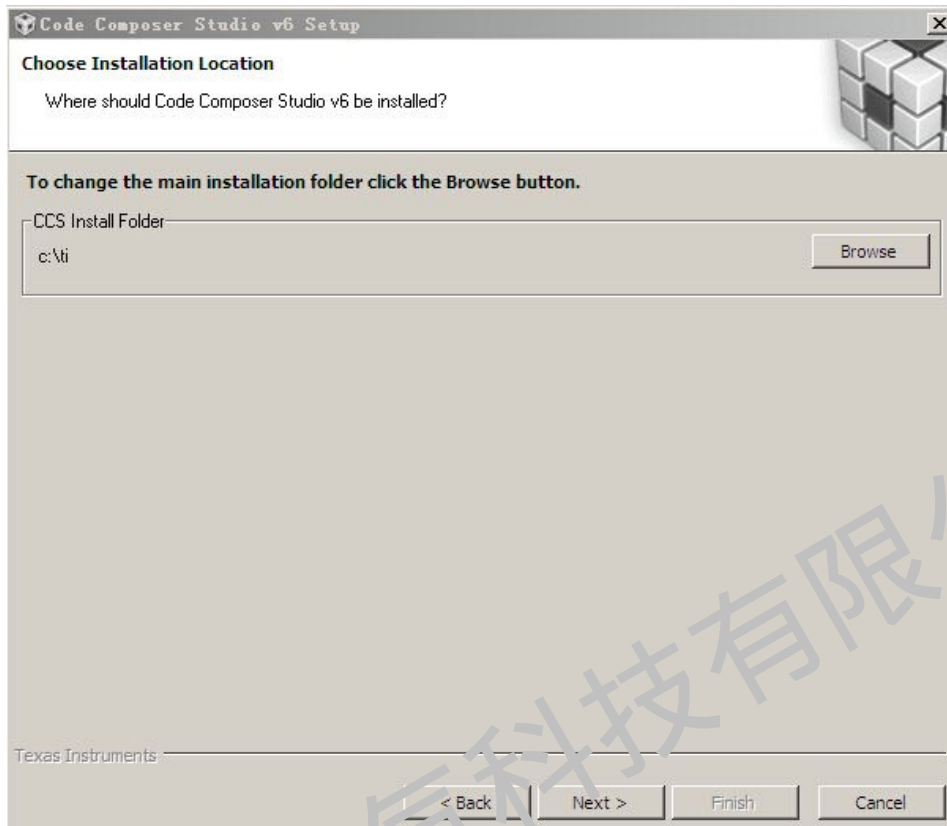 Code Composer Studio v6 Setup
Choose Installation Location
Where should Code Composer Studio v6 be installed?
To change the main installation folder click the Browse button.
CCS Install Folder
c:\ti
Browse
科技有限
Texas Instruments
< Back
Next >
Finish
Cancel